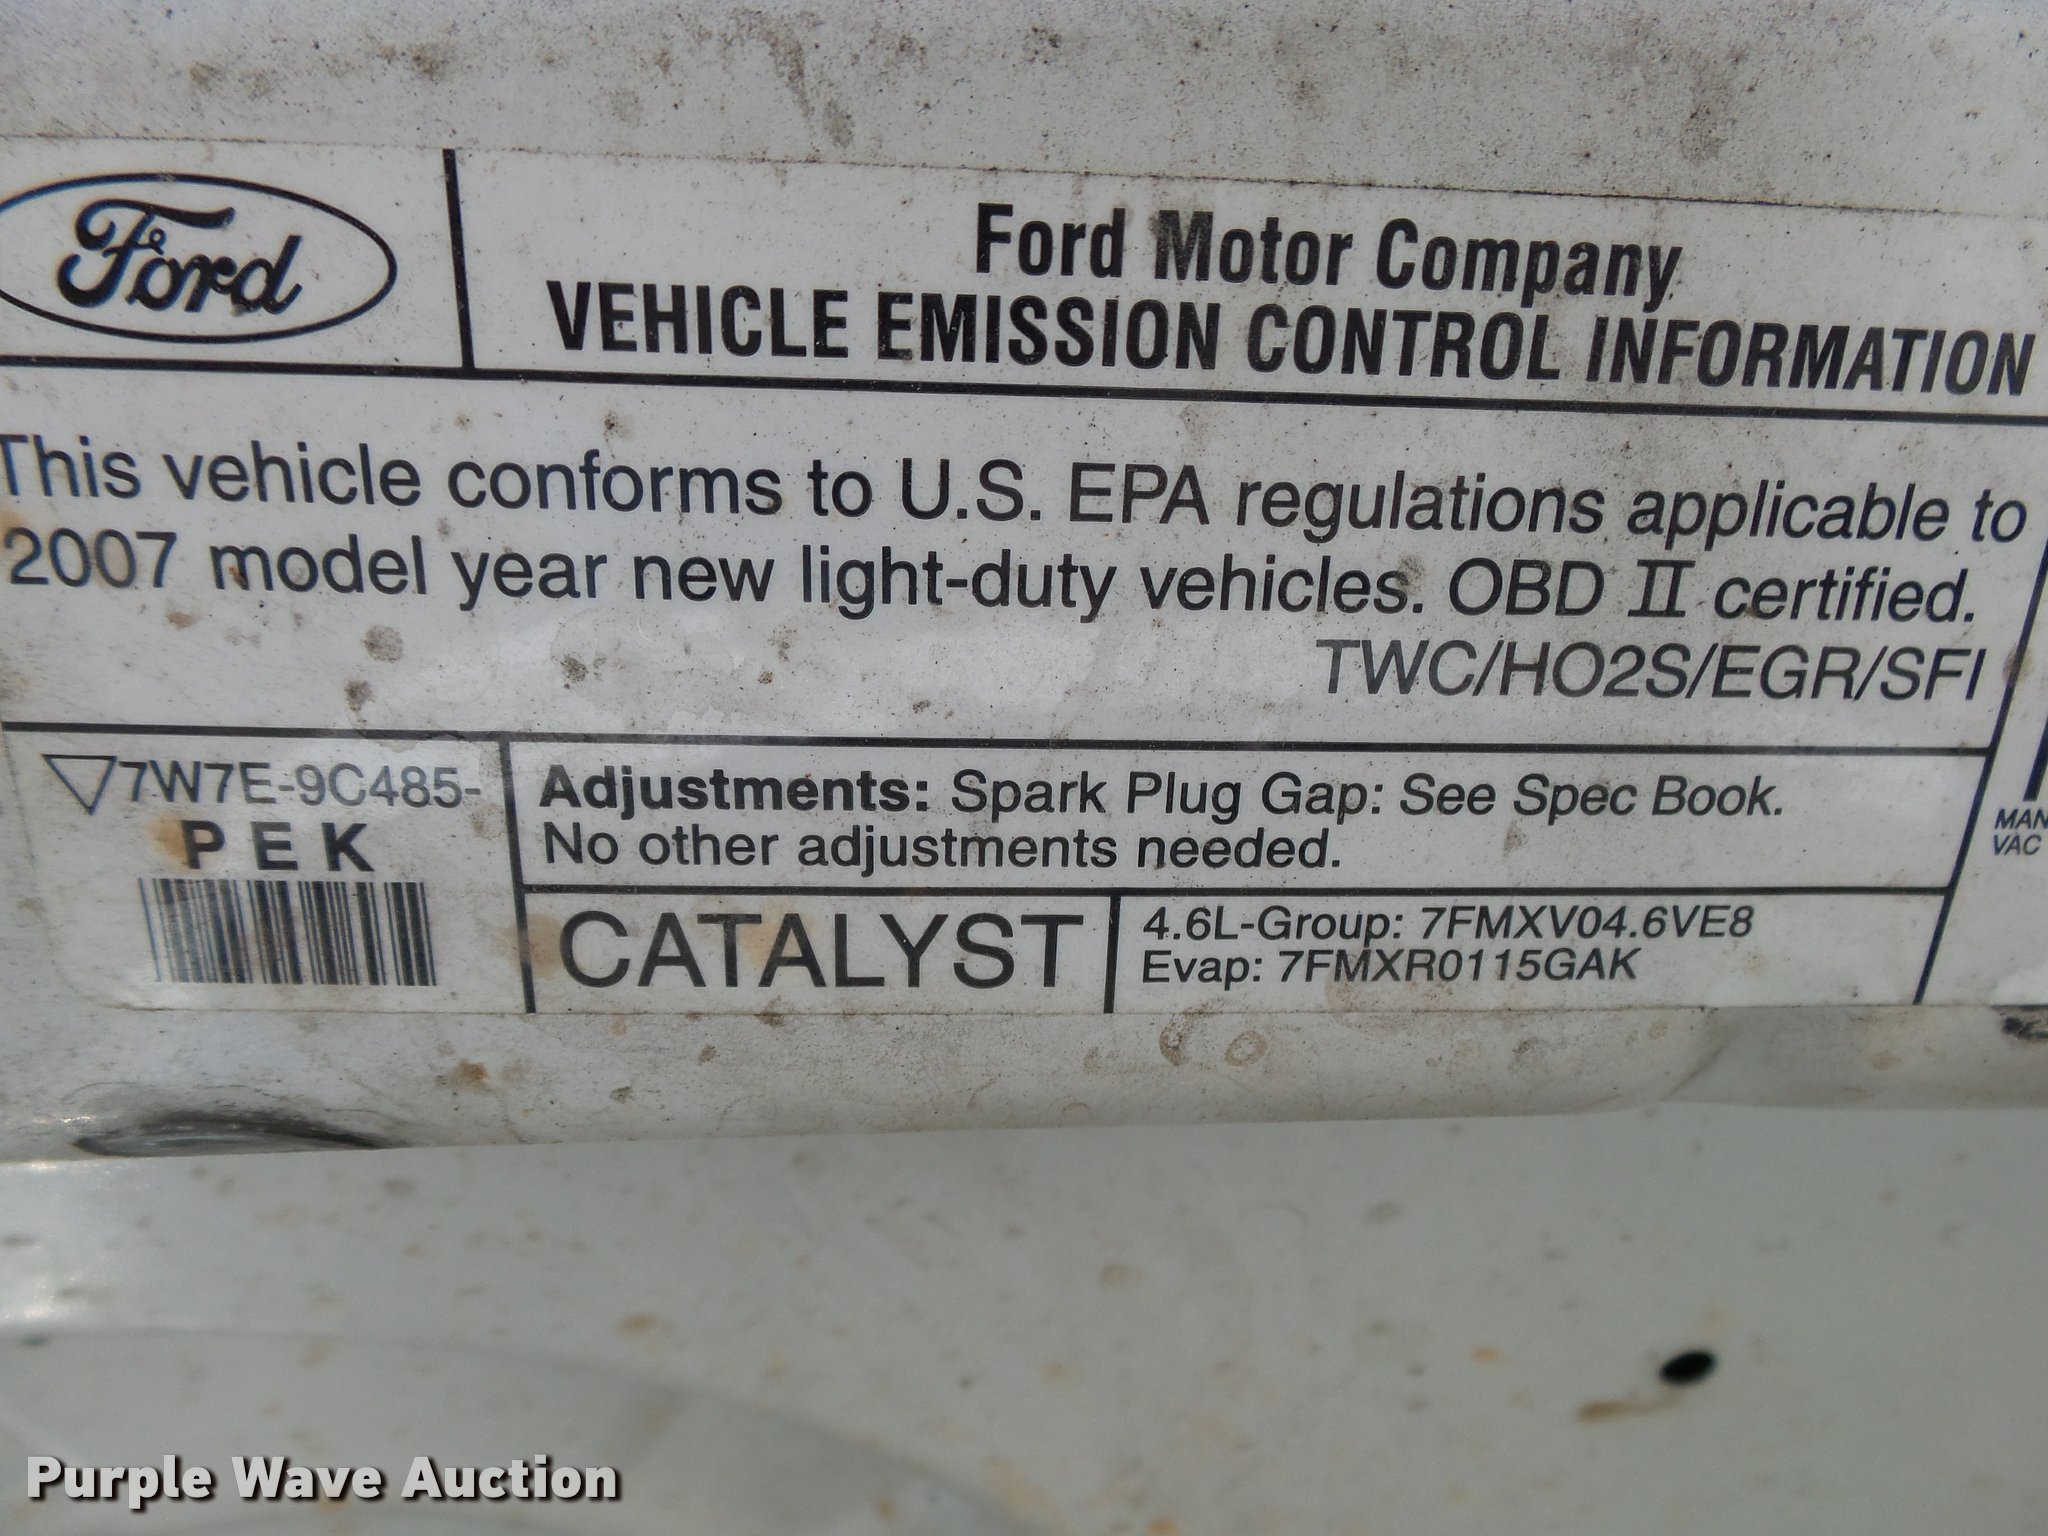 Ford
Ford Motor Company
VEHICLE EMISSION CONTROL INFORMATION
This vehicle conforms to U.S. EPA regulations applicable to
2007 model year new light-duty vehicles. OBD II certified.
TWC/HO2S/EGR/SFI
7W7E-9C485-
PEK
Adjustments: Spark Plug Gap: See Spec Book.
No other adjustments needed.
CATALYST
4.6L-Group: 7FMXV04.6VE8
Evap: 7FMXR0115GAK
MAN
VAC
Purple Wave Auction